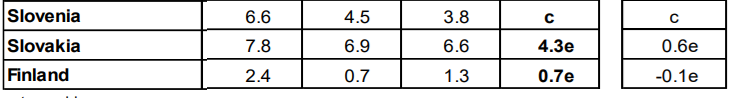 Slovenia 6.6 4.5 3.8 c c
Slovakia 7.8 6.9 6.6 4.3e 0.6e
Finland 2.4 0.7 1.3 0.7e -0.1e